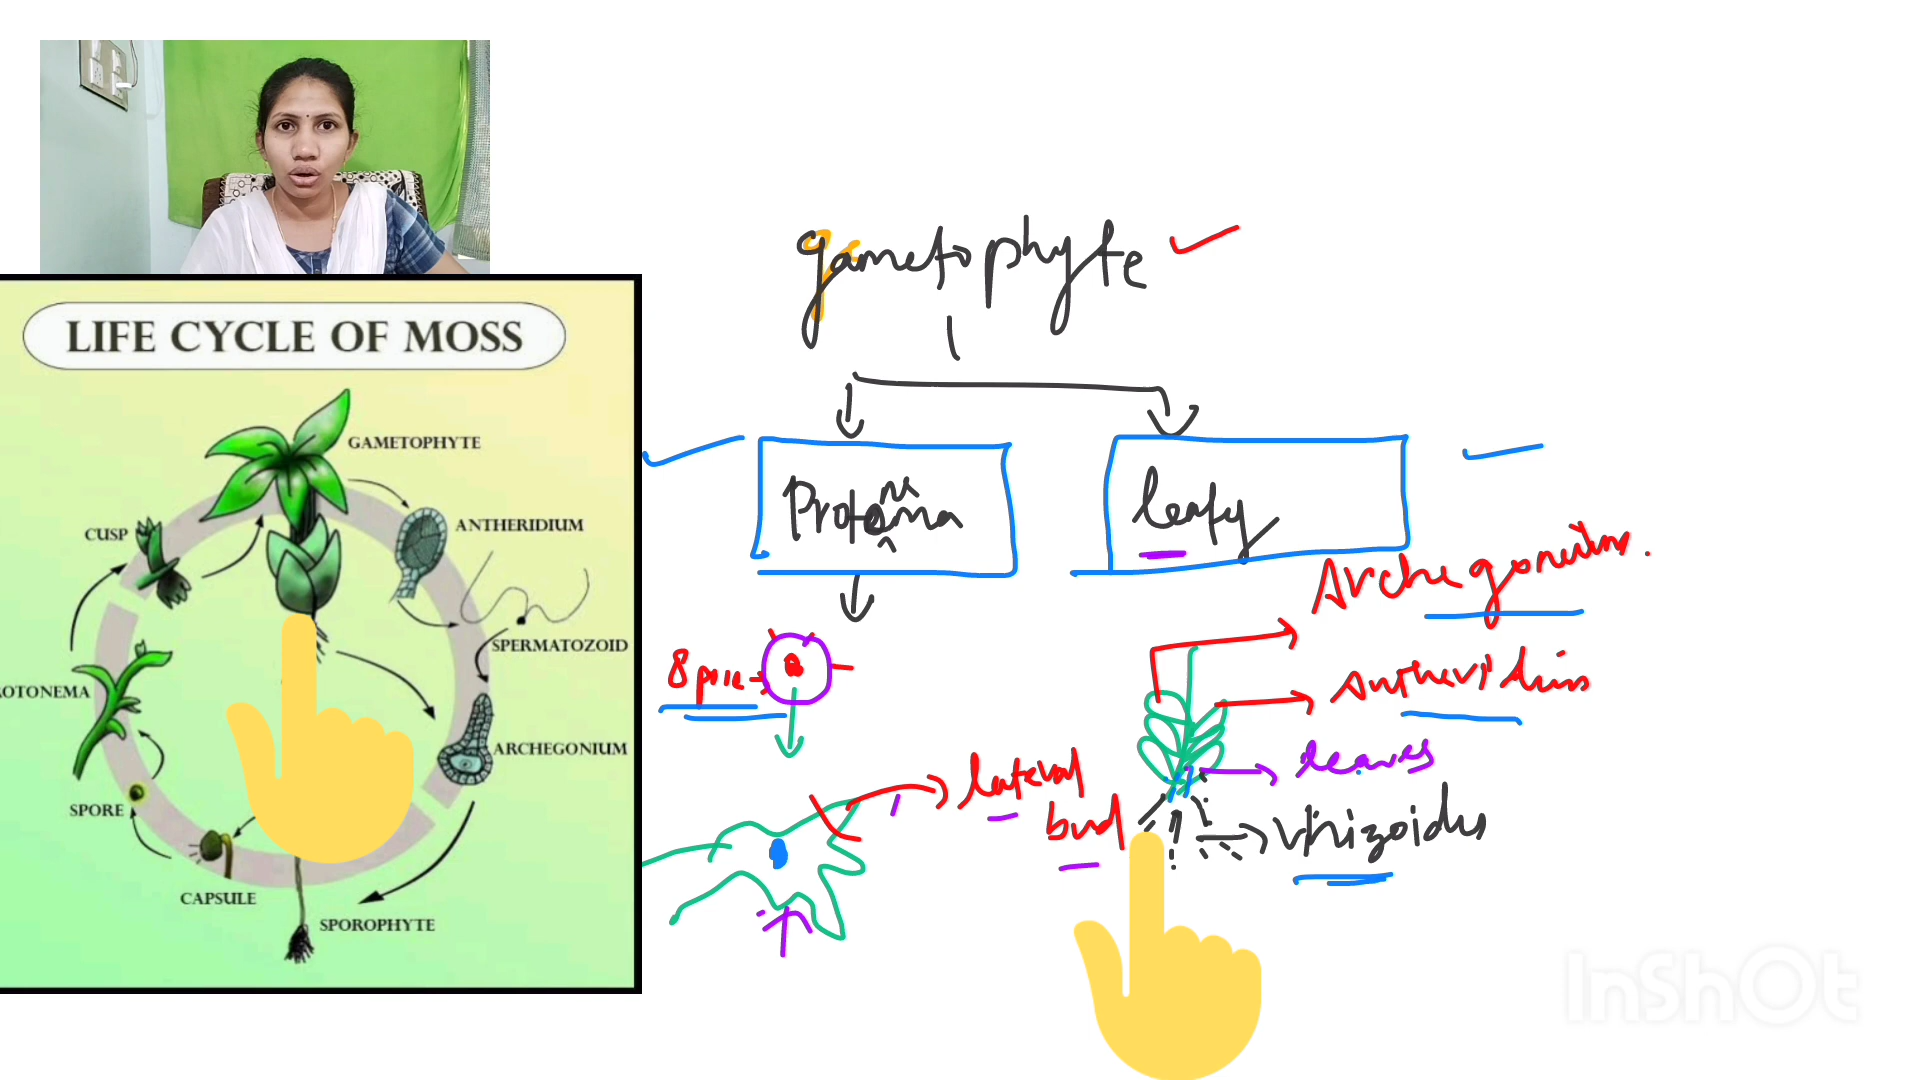 LIFE CYCLE OF MOSS
GAMETOPHYTE
ANTHERIDIUM
CUSP
SPERMATOZOID
OTONEMA
ARCHEGONIUM
SPORE
CAPSULE
SPOROPHYTE
gametophyte
Protonema
leafy
Archegonium.
Spore
Antheridium
leaves
lateral
bud
rhizoides
InShOt